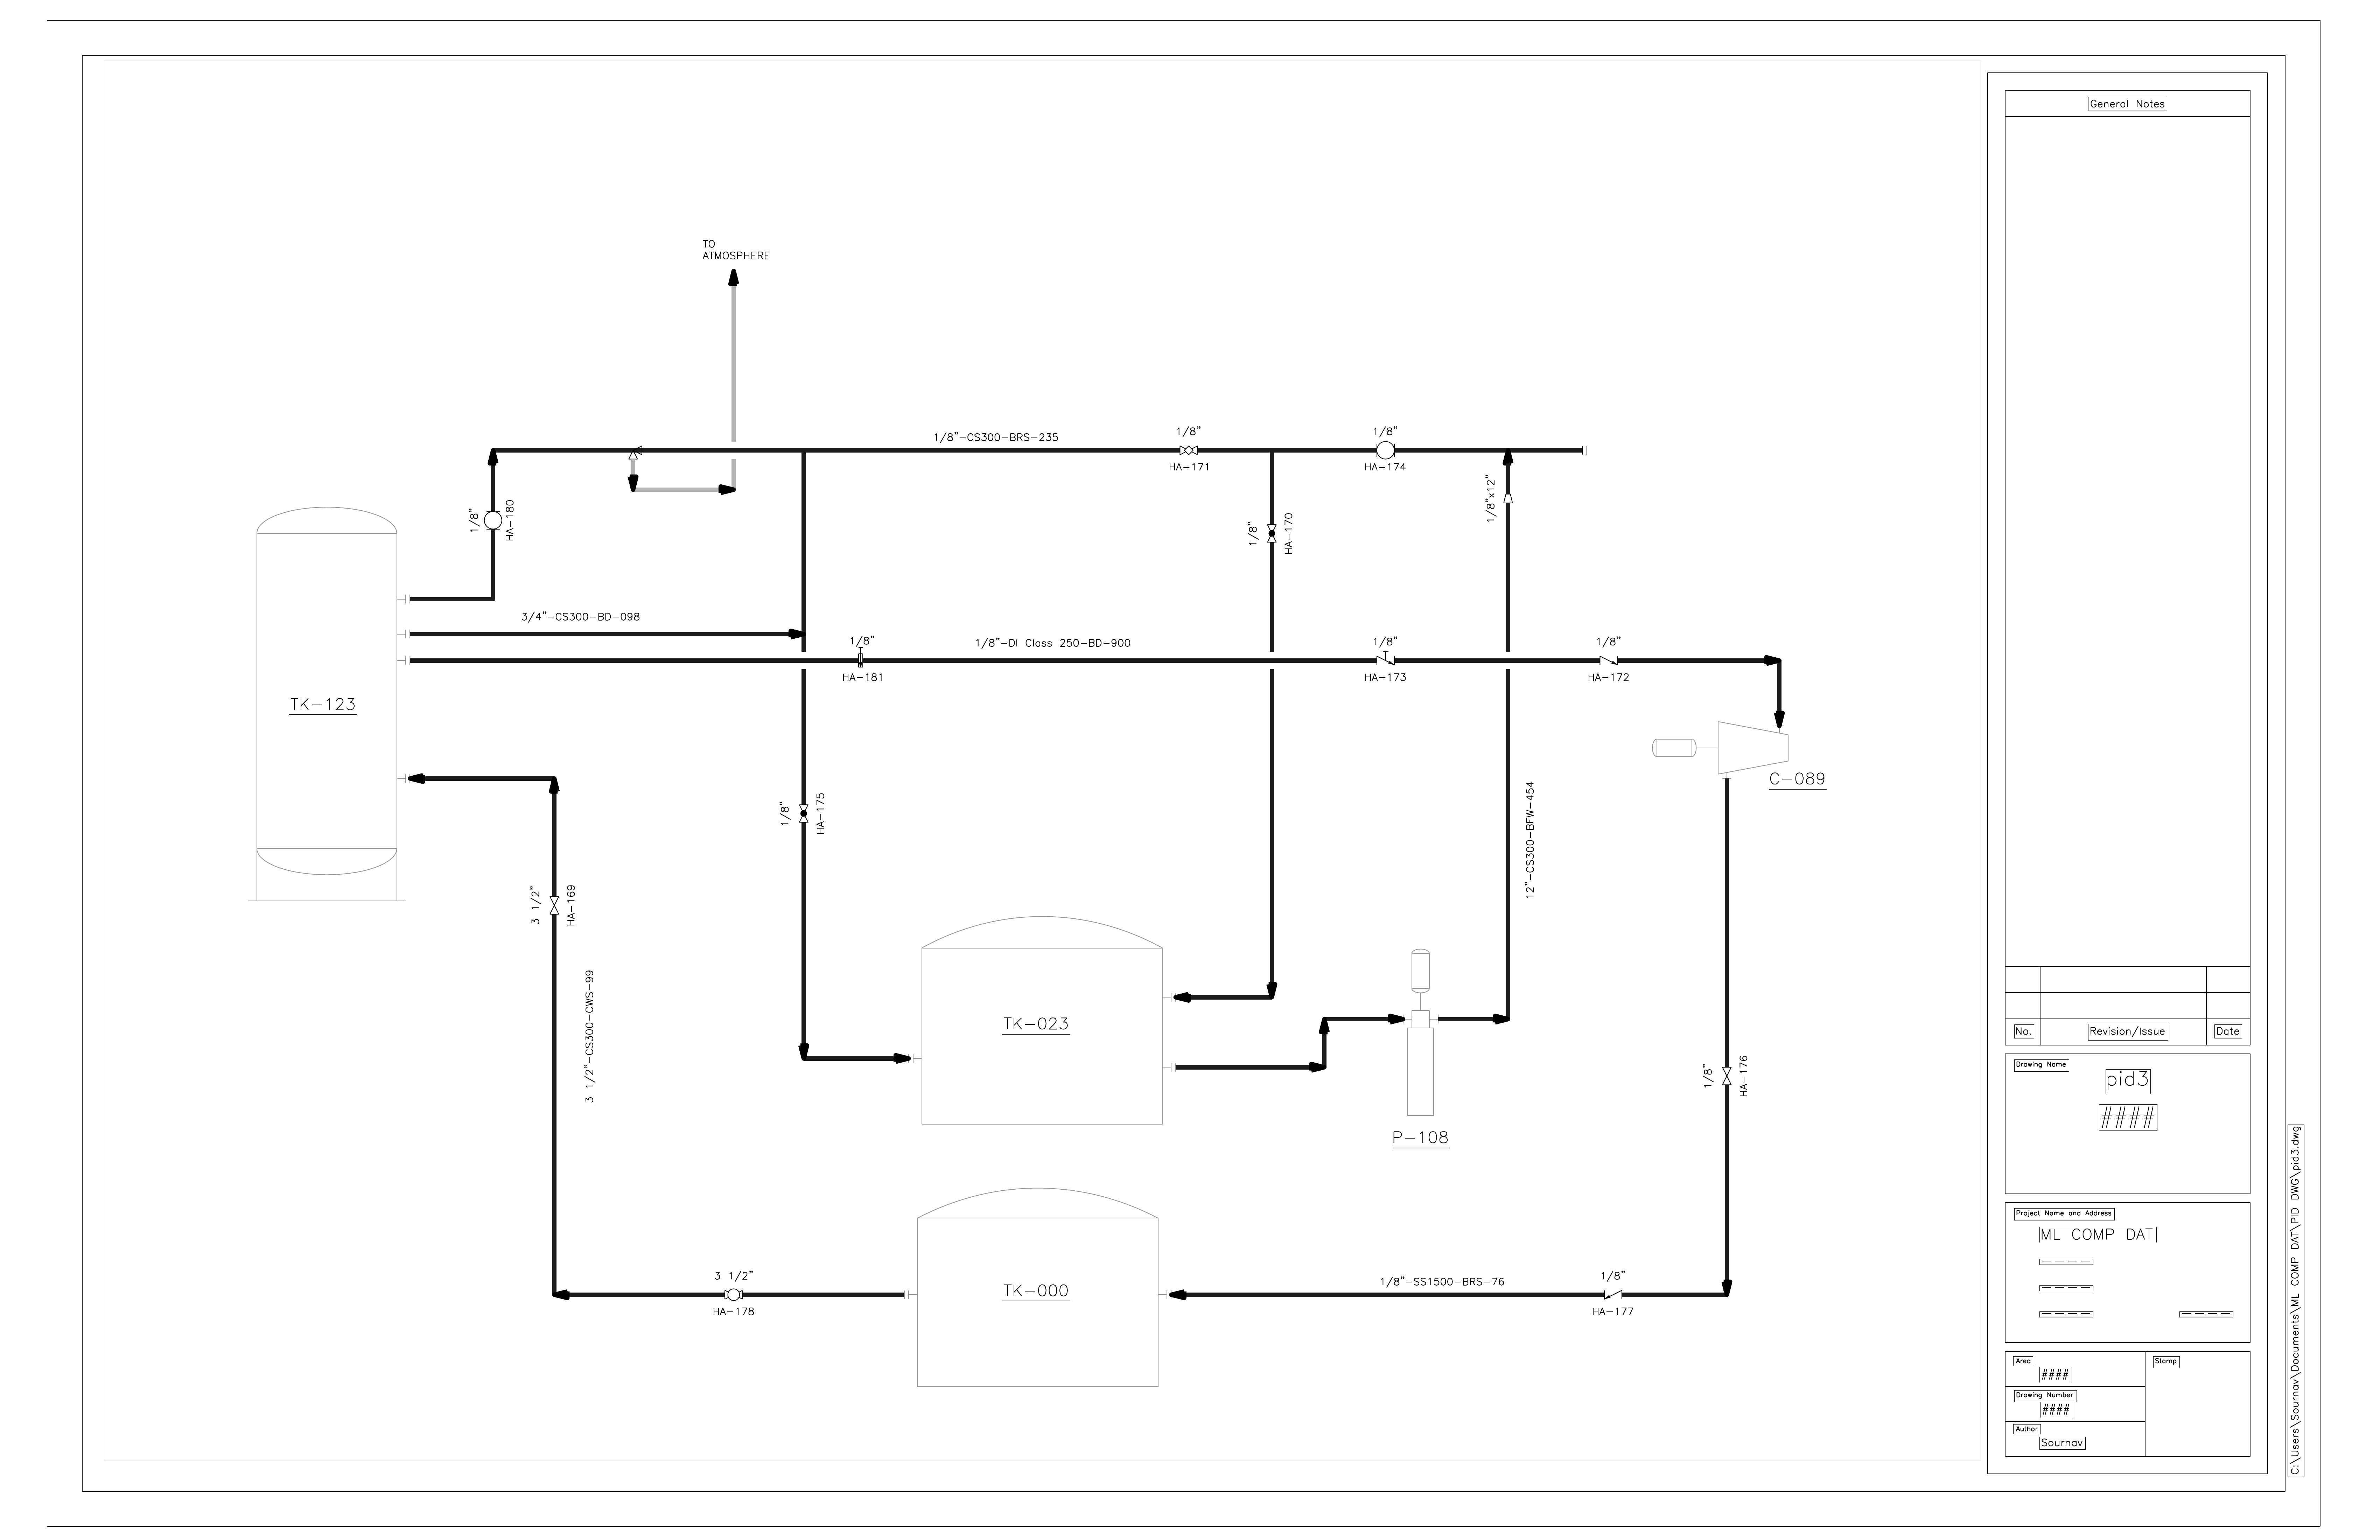 General Notes
TO
ATMOSPHERE
1/8"-CS300-BRS-235
1/8"
HA-171
1/8"
HA-174
1/8"x12"
1/8"
HA-180
1/8"
HA-170
3/4"-CS300-BD-098
1/8"
HA-181
1/8"-DI Class 250-BD-900
1/8"
HA-173
1/8"
HA-172
TK-123
C-089
1/8"
HA-175
12"-CS300-BFW-454
3 1/2"
HA-169
3 1/2"-CS300-CWS-99
TK-023
P-108
1/8"
HA-176
TK-000
3 1/2"
HA-178
1/8"-SS1500-BRS-76
1/8"
HA-177
No. Revision/Issue Date
Drawing Name
pid3
####
Project Name and Address
ML COMP DAT
Area
####
Stamp
Drawing Number
####
Author
Sournav
C:\Users\Sournav\Documents\ML COMP DAT\PID DWG\pid3.dwg